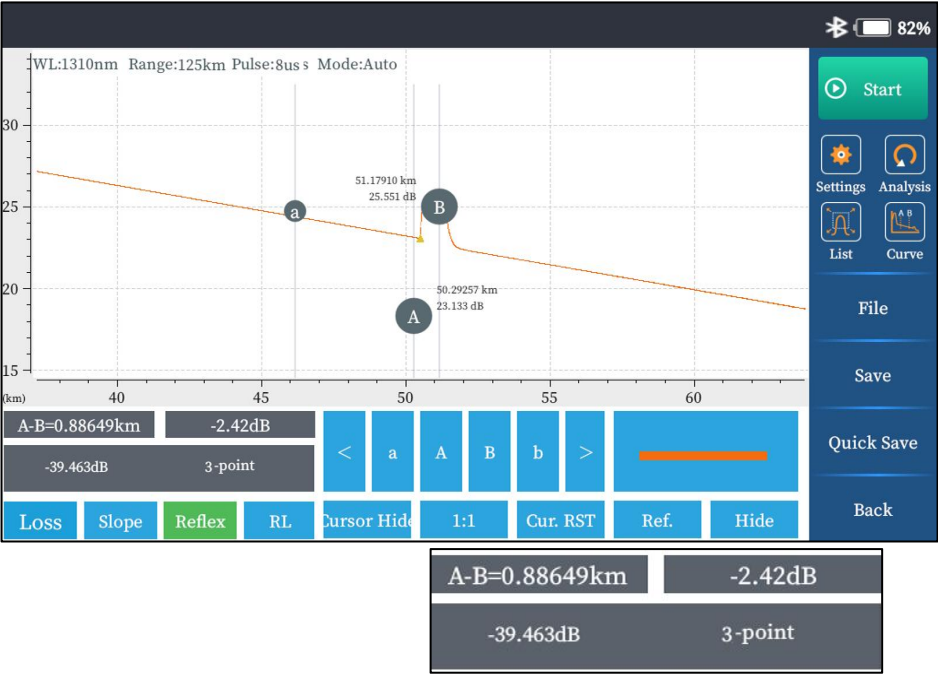 82%
WL:1310nm Range:125km Pulse:8us s Mode:Auto
Start
30
Settings Analysis
51.17910 km
25.551 dB
a
B
25
A B
List Curve
20
50.29257 km
23.133 dB
A
File
15
(km) 40 45 50 55 60
Save
A-B=0.88649km -2.42dB
-39.463dB 3-point
< a A B b >
Quick Save
Loss Slope Reflex RL Cursor Hide 1:1 Cur. RST Ref. Hide
Back
A-B=0.88649km -2.42dB
-39.463dB 3-point